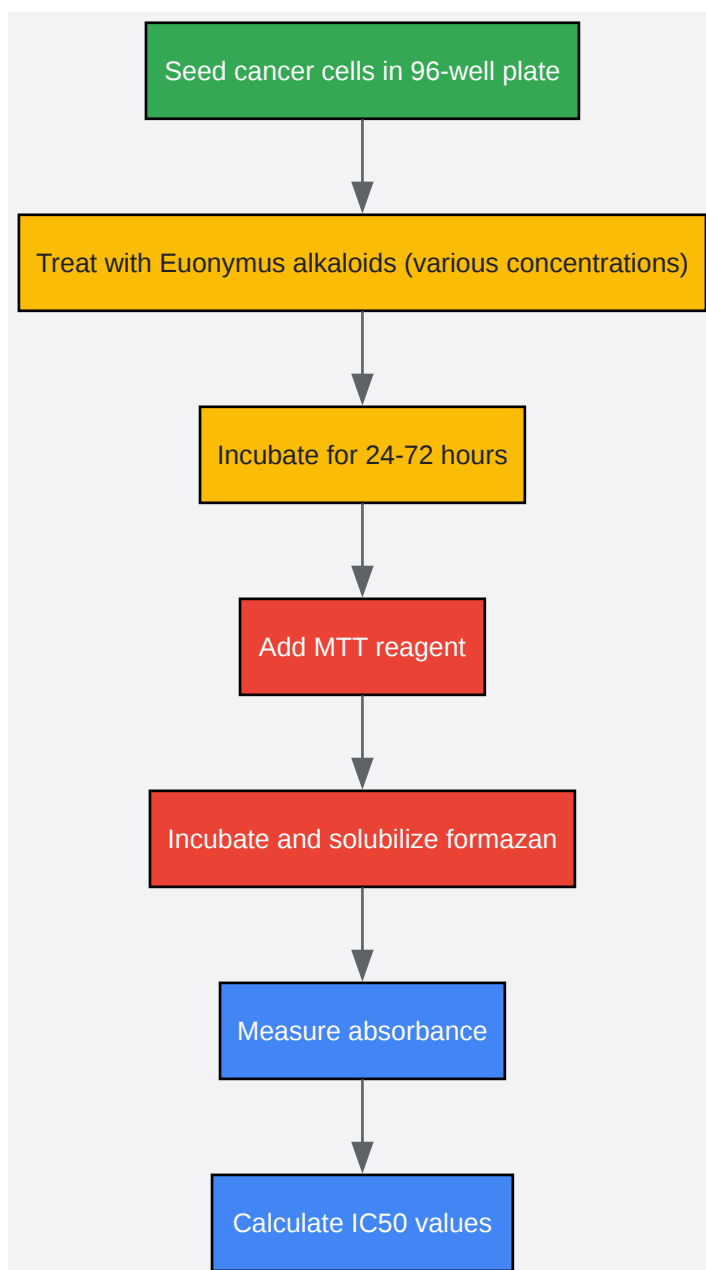 Seed cancer cells in 96-well plate
Treat with Euonymus alkaloids (various concentrations)
Incubate for 24-72 hours
Add MTT reagent
Incubate and solubilize formazan
Measure absorbance
Calculate IC50 values